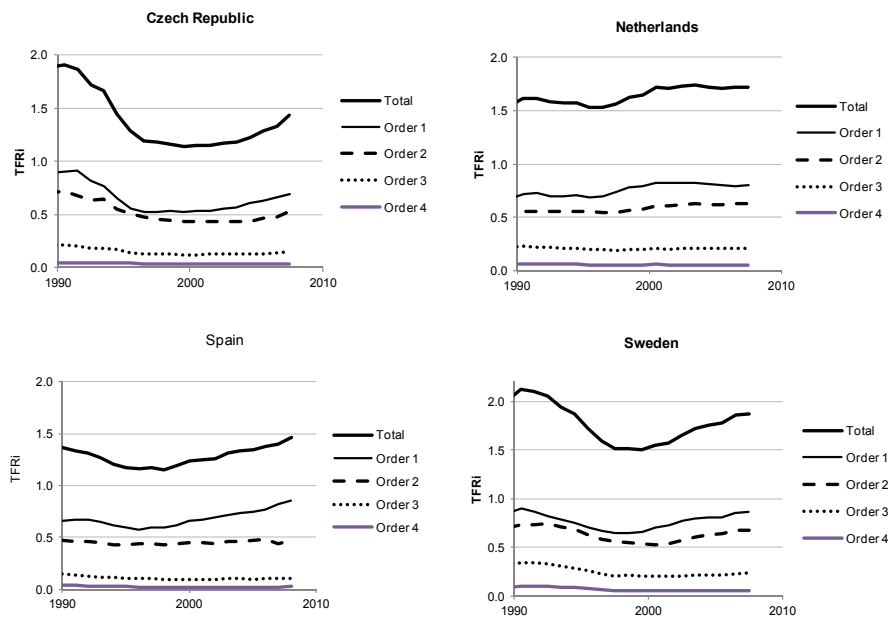 Czech Republic
2.0
1.5
1.0
0.5
0.0
TFRi
1990
2000
2010
Total
Order 1
Order 2
Order 3
Order 4
Netherlands
2.0
1.5
1.0
0.5
0.0
TFRi
1990
2000
2010
Total
Order 1
Order 2
Order 3
Order 4
Spain
2.0
1.5
1.0
0.5
0.0
TFRi
1990
2000
2010
Total
Order 1
Order 2
Order 3
Order 4
Sweden
2.0
1.5
1.0
0.5
0.0
TFRi
1990
2000
2010
Total
Order 1
Order 2
Order 3
Order 4